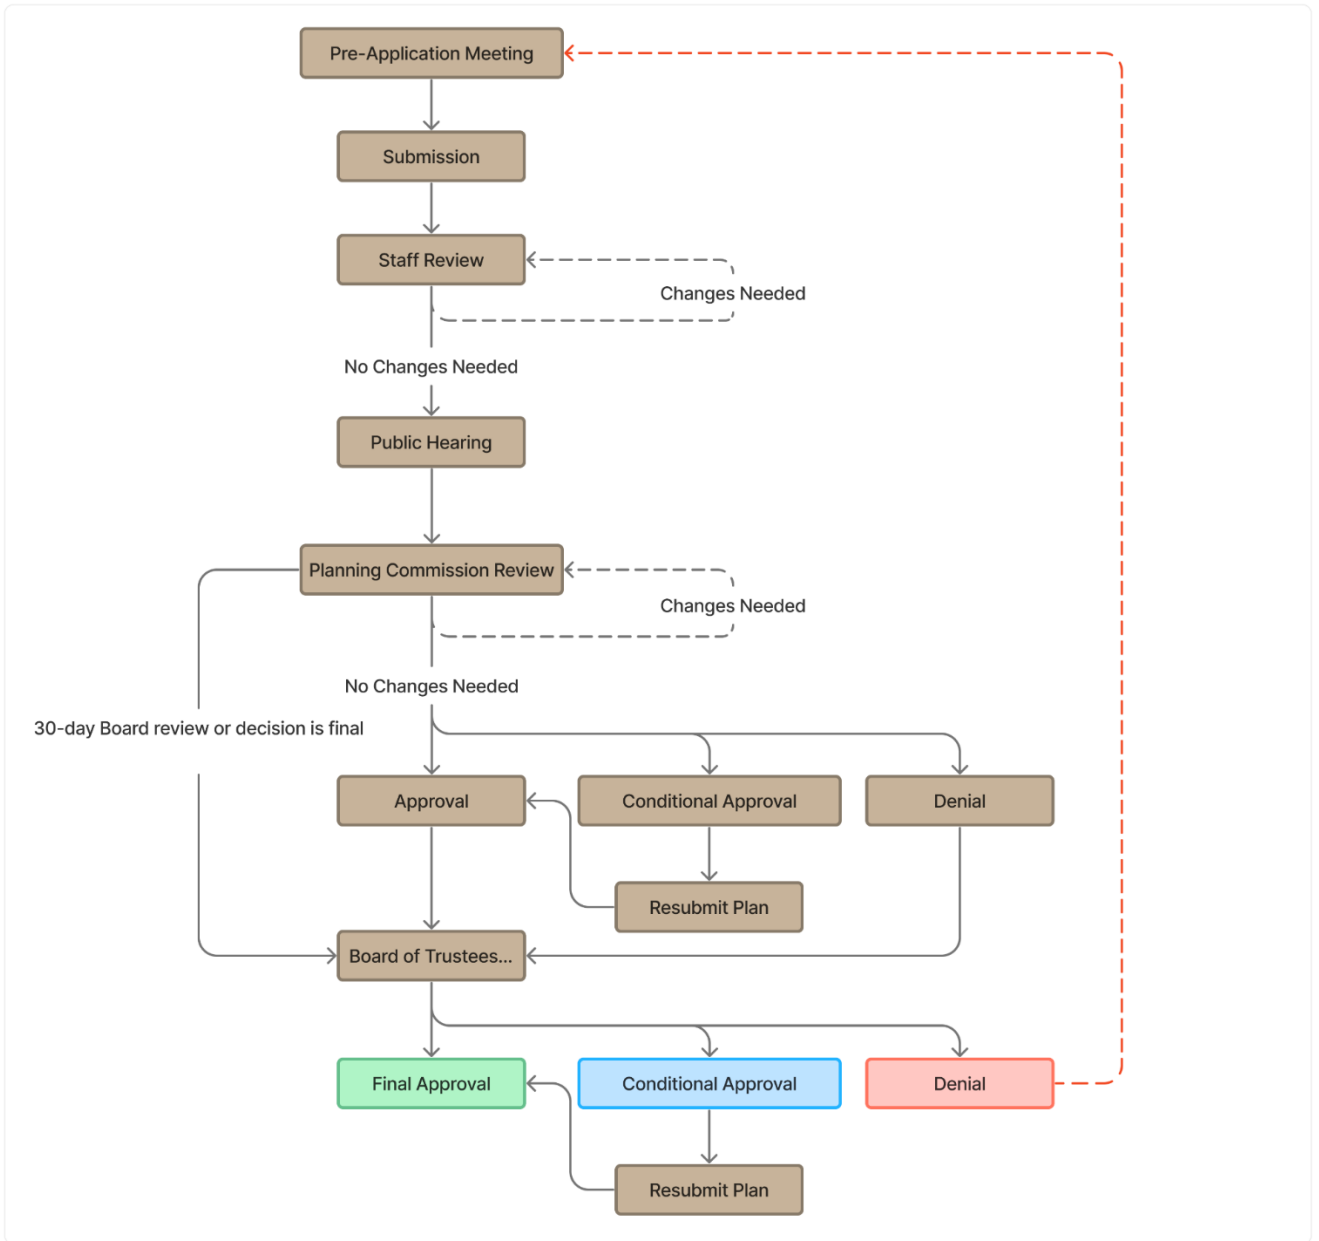 Pre-Application Meeting
Submission
Staff Review
Changes Needed
No Changes Needed
Public Hearing
Planning Commission Review
Changes Needed
No Changes Needed
30-day Board review or decision is final
Approval
Conditional Approval
Denial
Resubmit Plan
Board of Trustees...
Final Approval
Conditional Approval
Denial
Resubmit Plan